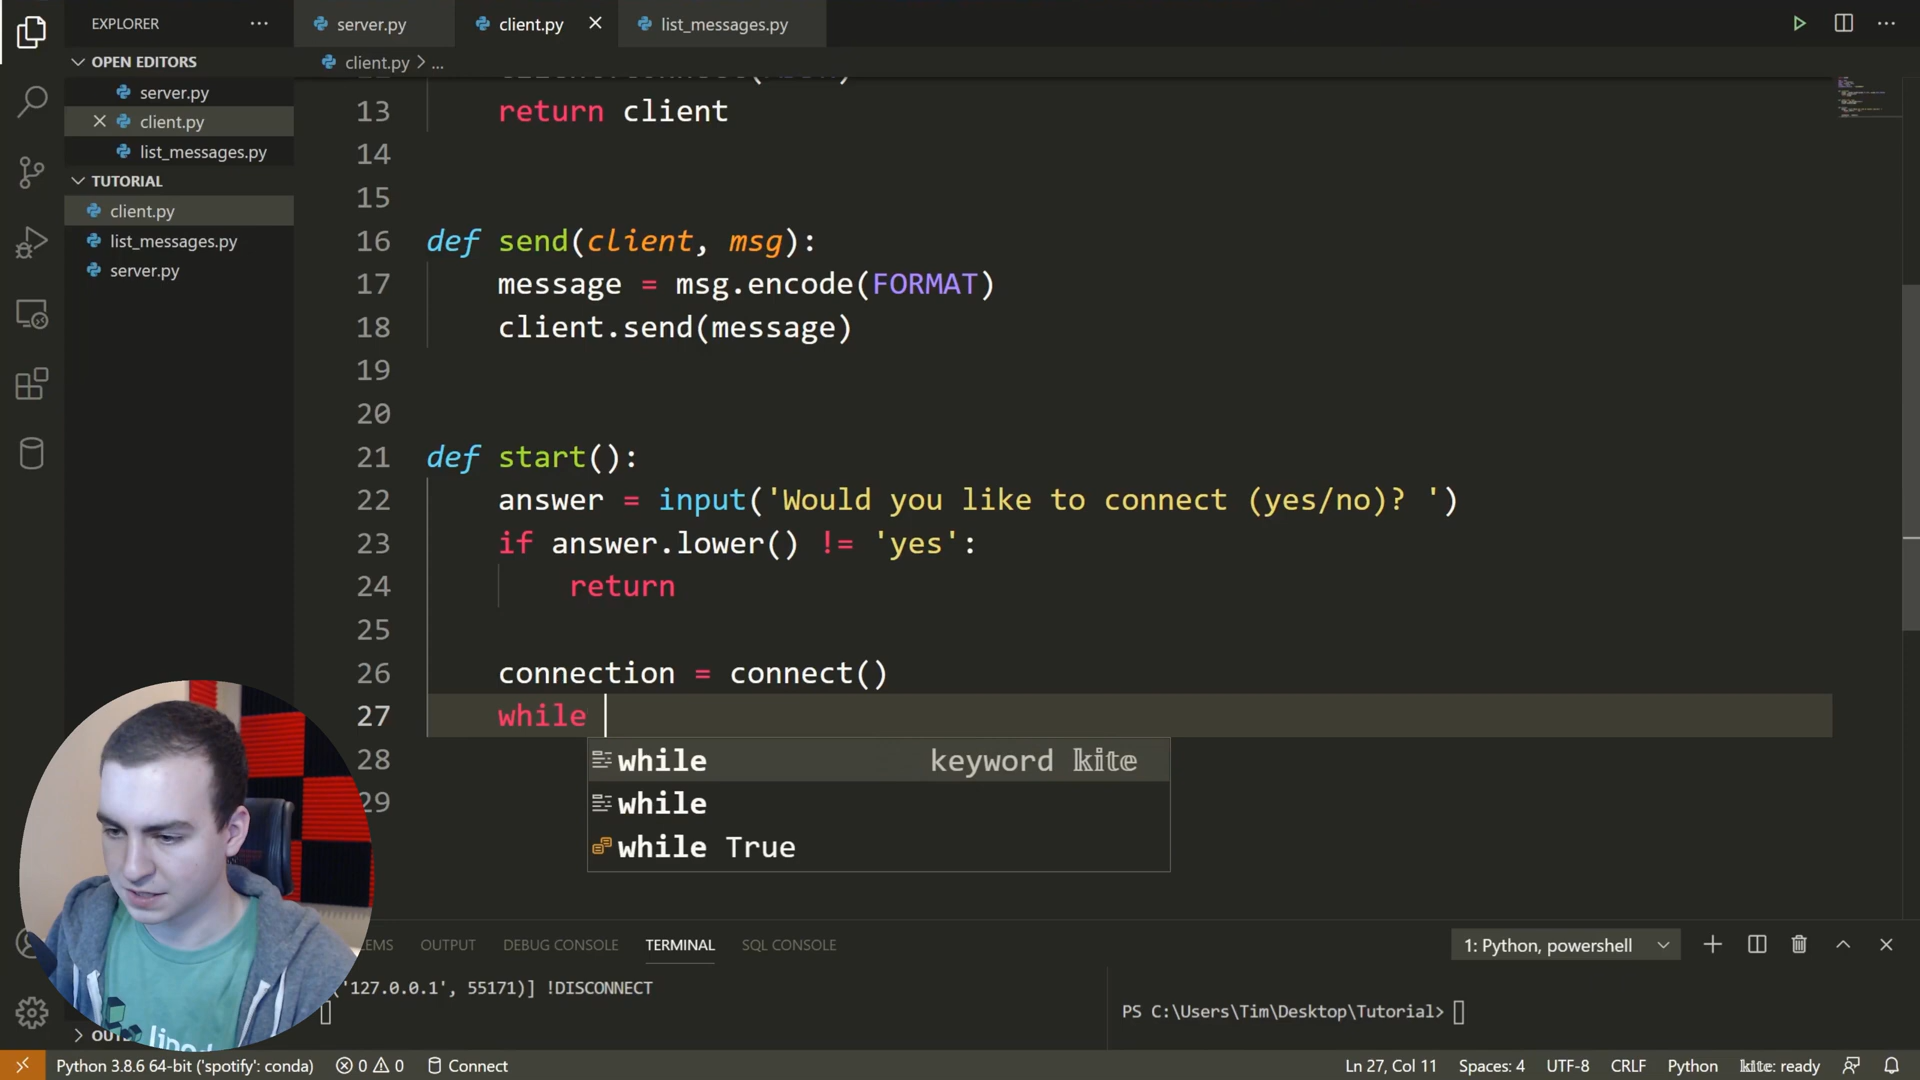 EXPLORER
server.py
client.py
list_messages.py
OPEN EDITORS
server.py
client.py
list_messages.py
TUTORIAL
client.py
list_messages.py
server.py
client.py > ...
13 return client
14
15
16 def send(client, msg):
17 message = msg.encode(FORMAT)
18 client.send(message)
19
20
21 def start():
22 answer = input('Would you like to connect (yes/no)? ')
23 if answer.lower() != 'yes':
24 return
25
26 connection = connect()
27 while
28
29
while keyword kite
while
while True
OUTPUT
DEBUG CONSOLE
TERMINAL
SQL CONSOLE
1: Python, powershell
'127.0.0.1', 55171)] !DISCONNECT
PS C:\Users\Tim\Desktop\Tutorial>
Python 3.8.6 64-bit ('spotify': conda)
0
0
Connect
Ln 27, Col 11
Spaces: 4
UTF-8
CRLF
Python
kite: ready